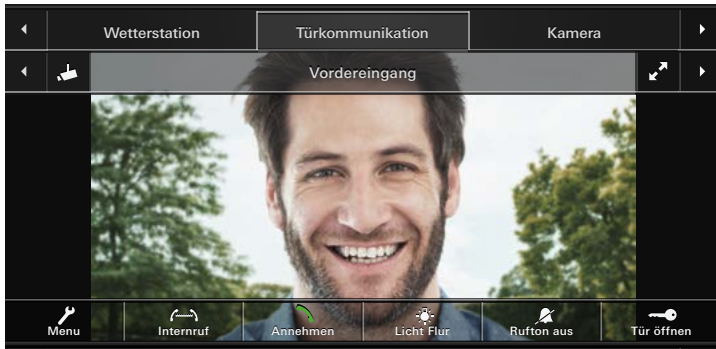 Wetterstation Türkommunikation Kamera
Vordereingang
Menu Internruf Annehmen Licht Flur Rufton aus Tür öffnen